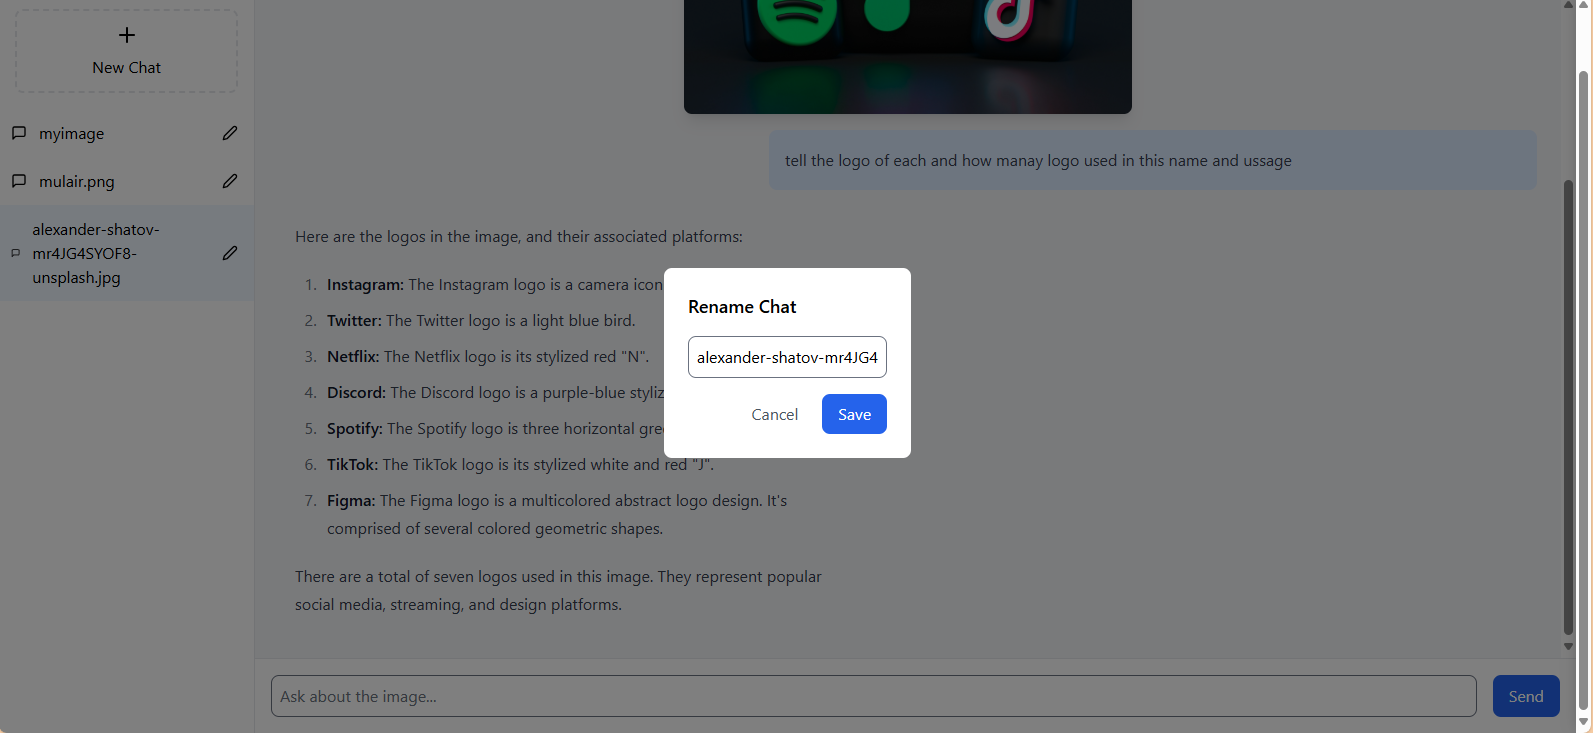 New Chat
myimage
mulair.png
alexander-shatov-
mr4JG4SYOF8-
unsplash.jpg
tell the logo of each and how manay logo used in this name and ussage
Here are the logos in the image, and their associated platforms:
1. Instagram: The Instagram logo is a camera icon
2. Twitter: The Twitter logo is a light blue bird.
3. Netflix: The Netflix logo is its stylized red "N".
4. Discord: The Discord logo is a purple-blue
5. Spotify: The Spotify logo is three horizontal
6. TikTok: The TikTok logo is its stylized white and red "J".
7. Figma: The Figma logo is a multicolored abstract logo design. It's
comprised of several colored geometric shapes.
There are a total of seven logos used in this image. They represent popular
social media, streaming, and design platforms.
Rename Chat
alexander-shatov-mr4JG4
Cancel
Save
Ask about the image...
Send